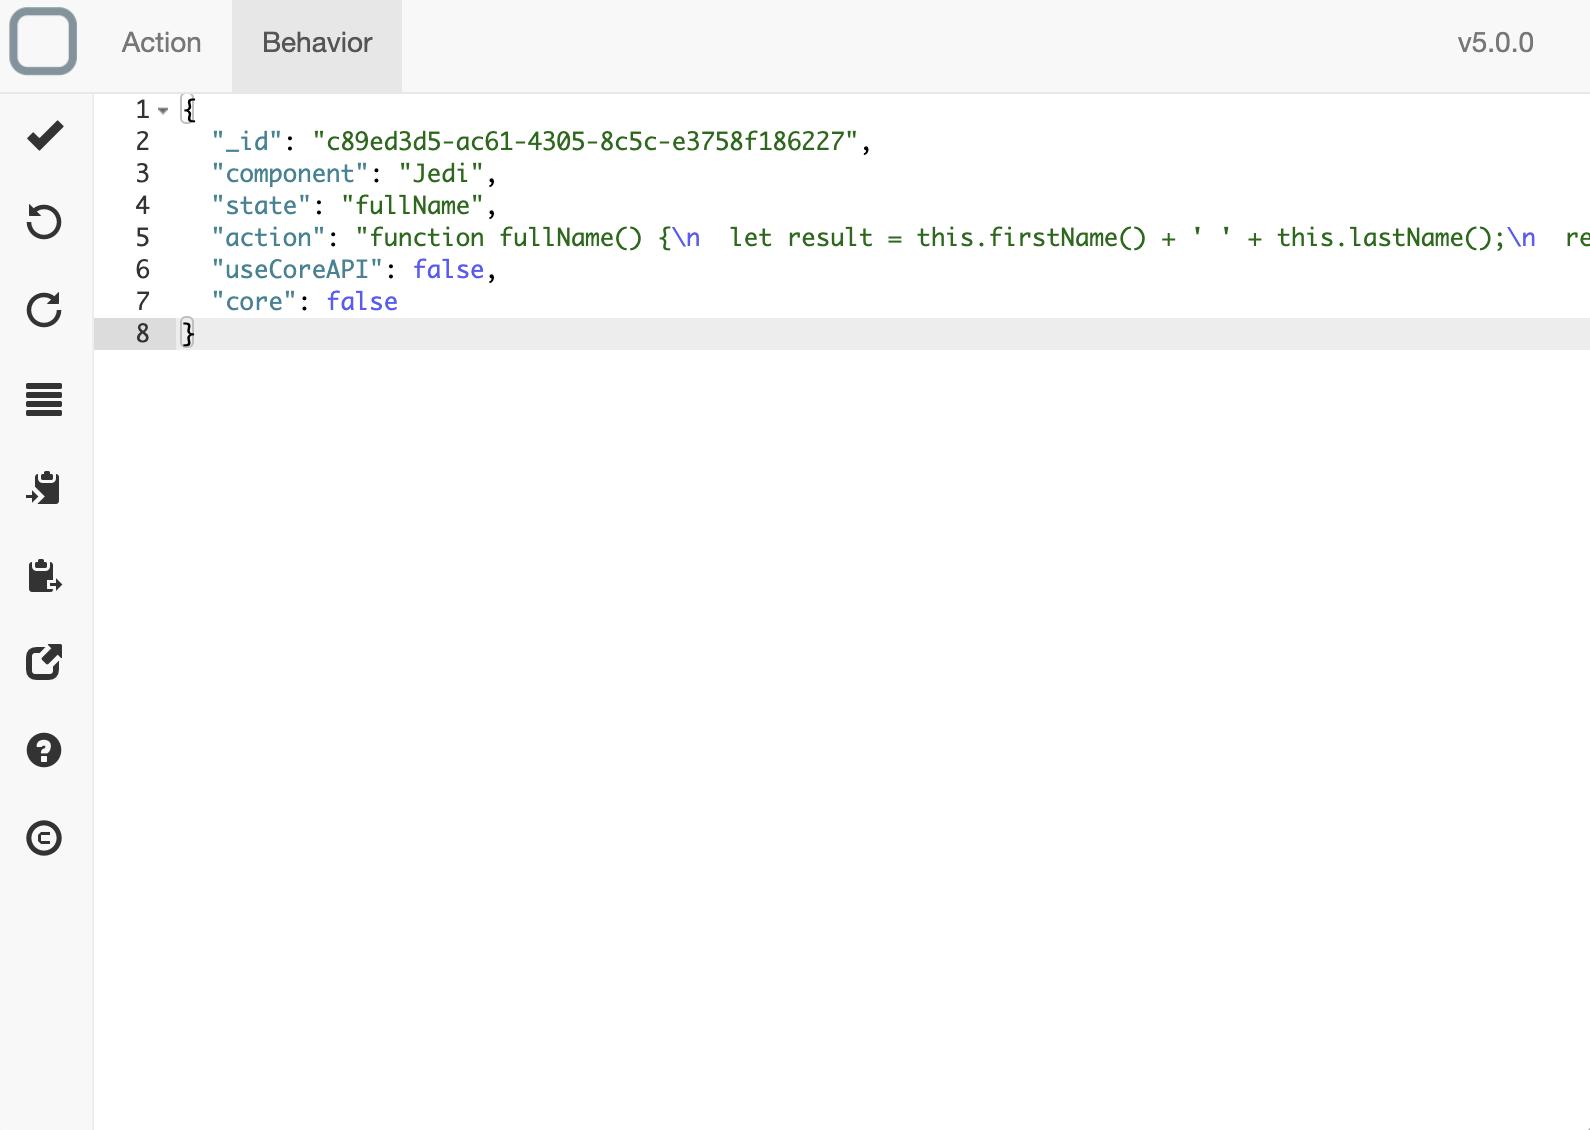 Action Behavior v5.0.0
1 {
2 "_id": "c89ed3d5-ac61-4305-8c5c-e3758f186227",
3 "component": "Jedi",
4 "state": "fullName",
5 "action": "function fullName() {\n  let result = this.firstName() + ' ' + this.lastName();\n  re
6 "useCoreAPI": false,
7 "core": false
8 }